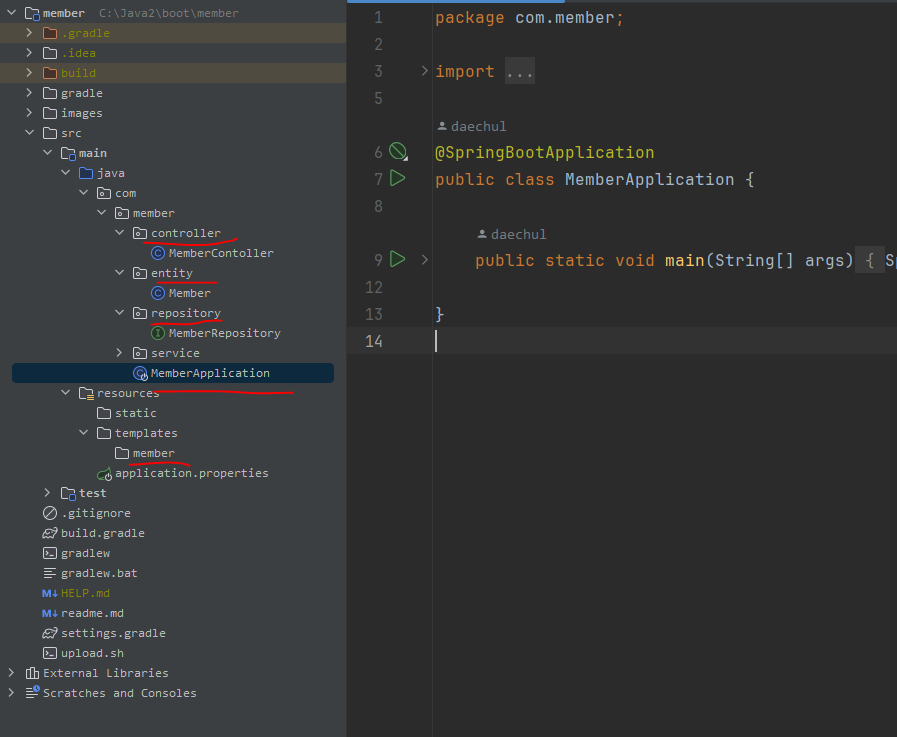 member C:\Java2\boot\member
.gradle
.idea
build
gradle
images
src
main
java
com
member
controller
MemberContoller
entity
Member
repository
MemberRepository
service
MemberApplication
resources
static
templates
member
application.properties
test
.gitignore
build.gradle
gradlew
gradlew.bat
HELP.md
readme.md
settings.gradle
upload.sh
External Libraries
Scratches and Consoles
1 package com.member;
2
3 import ...
5
daechul
6 @SpringBootApplication
7 public class MemberApplication {
8
daechul
9 public static void main(String[] args) { Sp
12
13 }
14